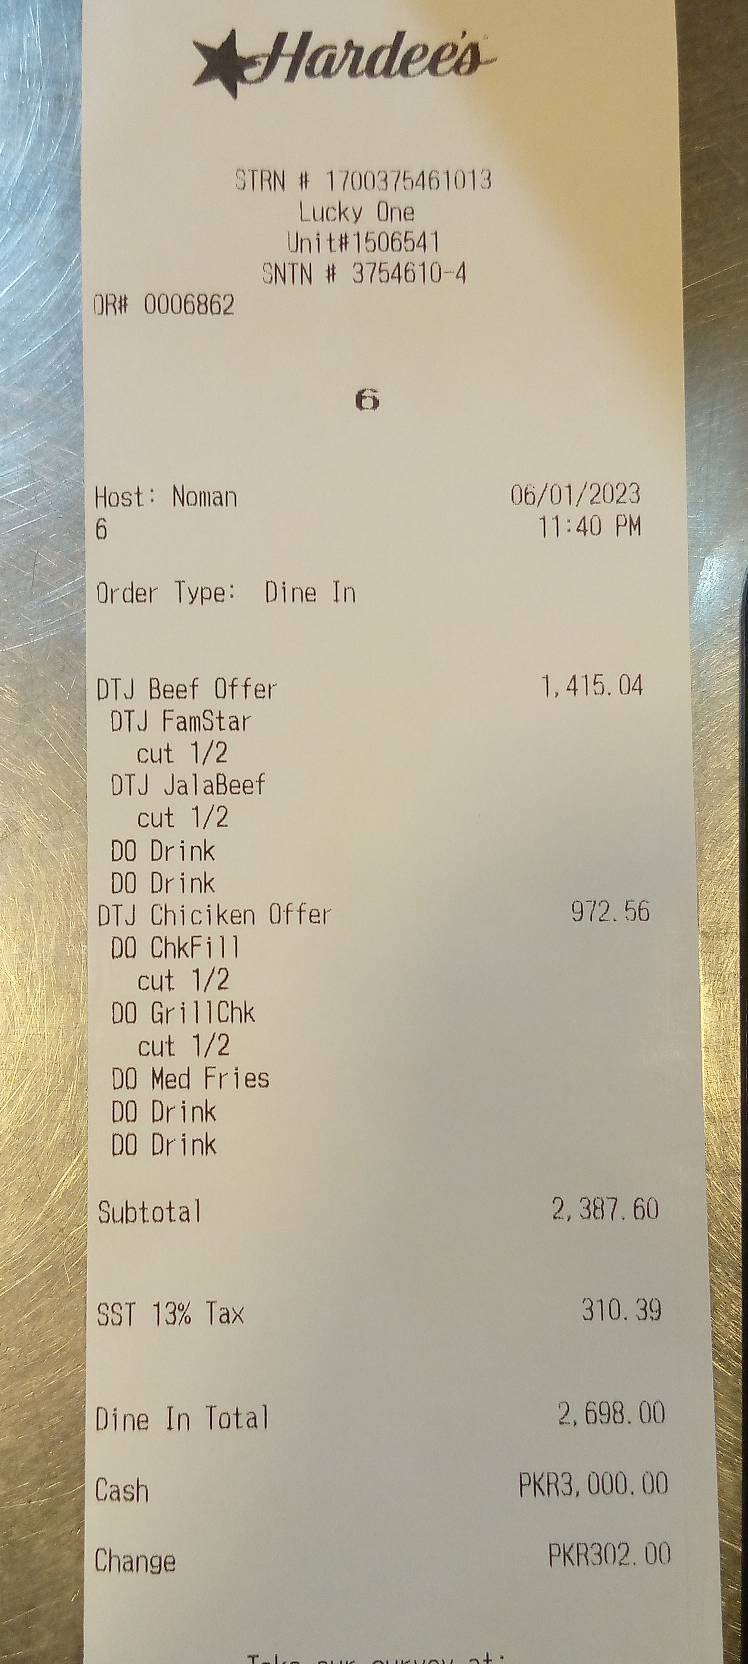 Hardee's
STRN # 1700375461013
Lucky One
Unit#1506541
SNTN # 3754610-4
OR# 0006862
6
Host: Noman 06/01/2023
6 11:40 PM
Order Type: Dine In
DTJ Beef Offer 1,415.04
DTJ FamStar
cut 1/2
DTJ JalaBeef
cut 1/2
DO Drink
DO Drink
DTJ Chiciken Offer 972.56
DO ChkFill
cut 1/2
DO GrillChk
cut 1/2
DO Med Fries
DO Drink
DO Drink
Subtotal 2,387.60
SST 13% Tax 310.39
Dine In Total 2,698.00
Cash PKR3,000.00
Change PKR302.00
Take our survey at: